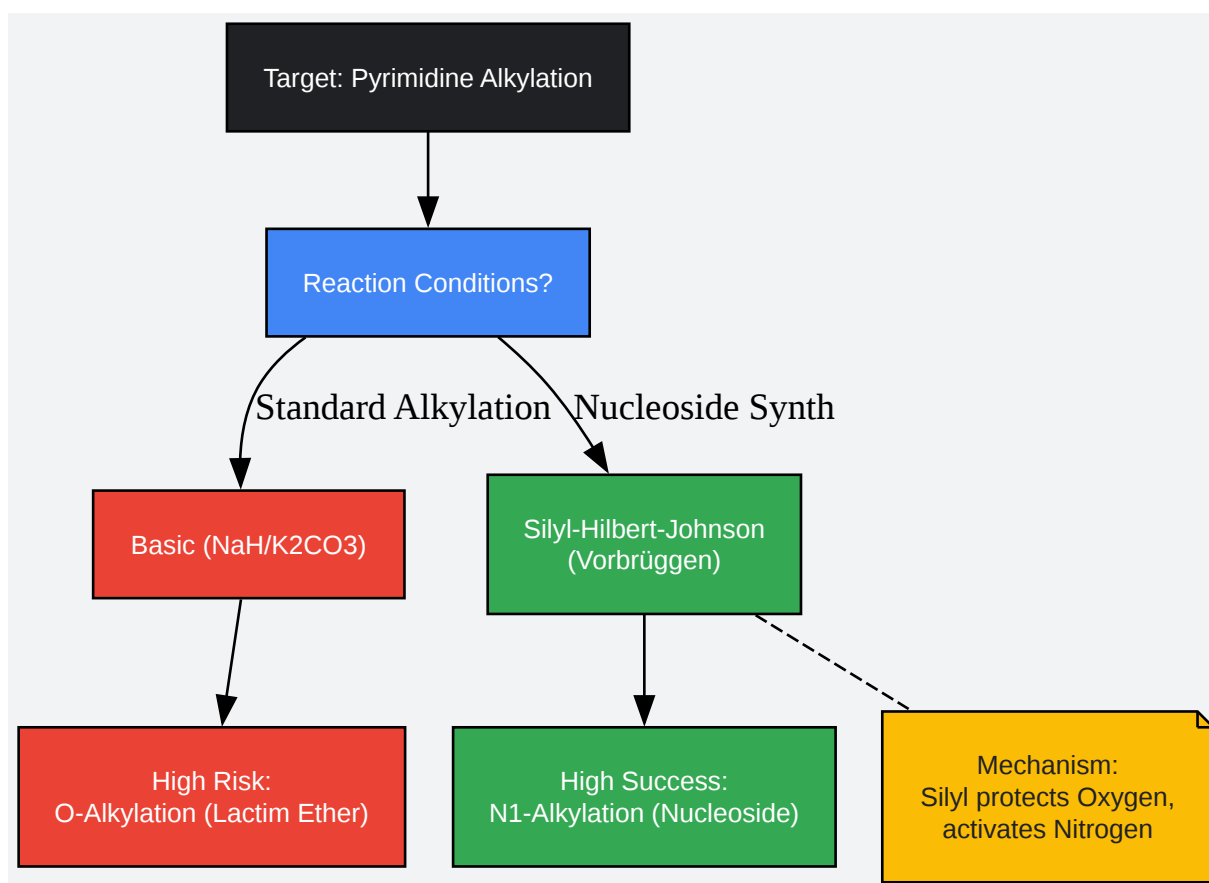 Target: Pyrimidine Alkylation
Reaction Conditions?
Standard Alkylation
Nucleoside Synth
Basic (NaH/K2CO3)
Silyl-Hilbert-Johnson
(Vorbrüggen)
High Risk:
O-Alkylation (Lactim Ether)
High Success:
N1-Alkylation (Nucleoside)
Mechanism:
Silyl protects Oxygen,
activates Nitrogen